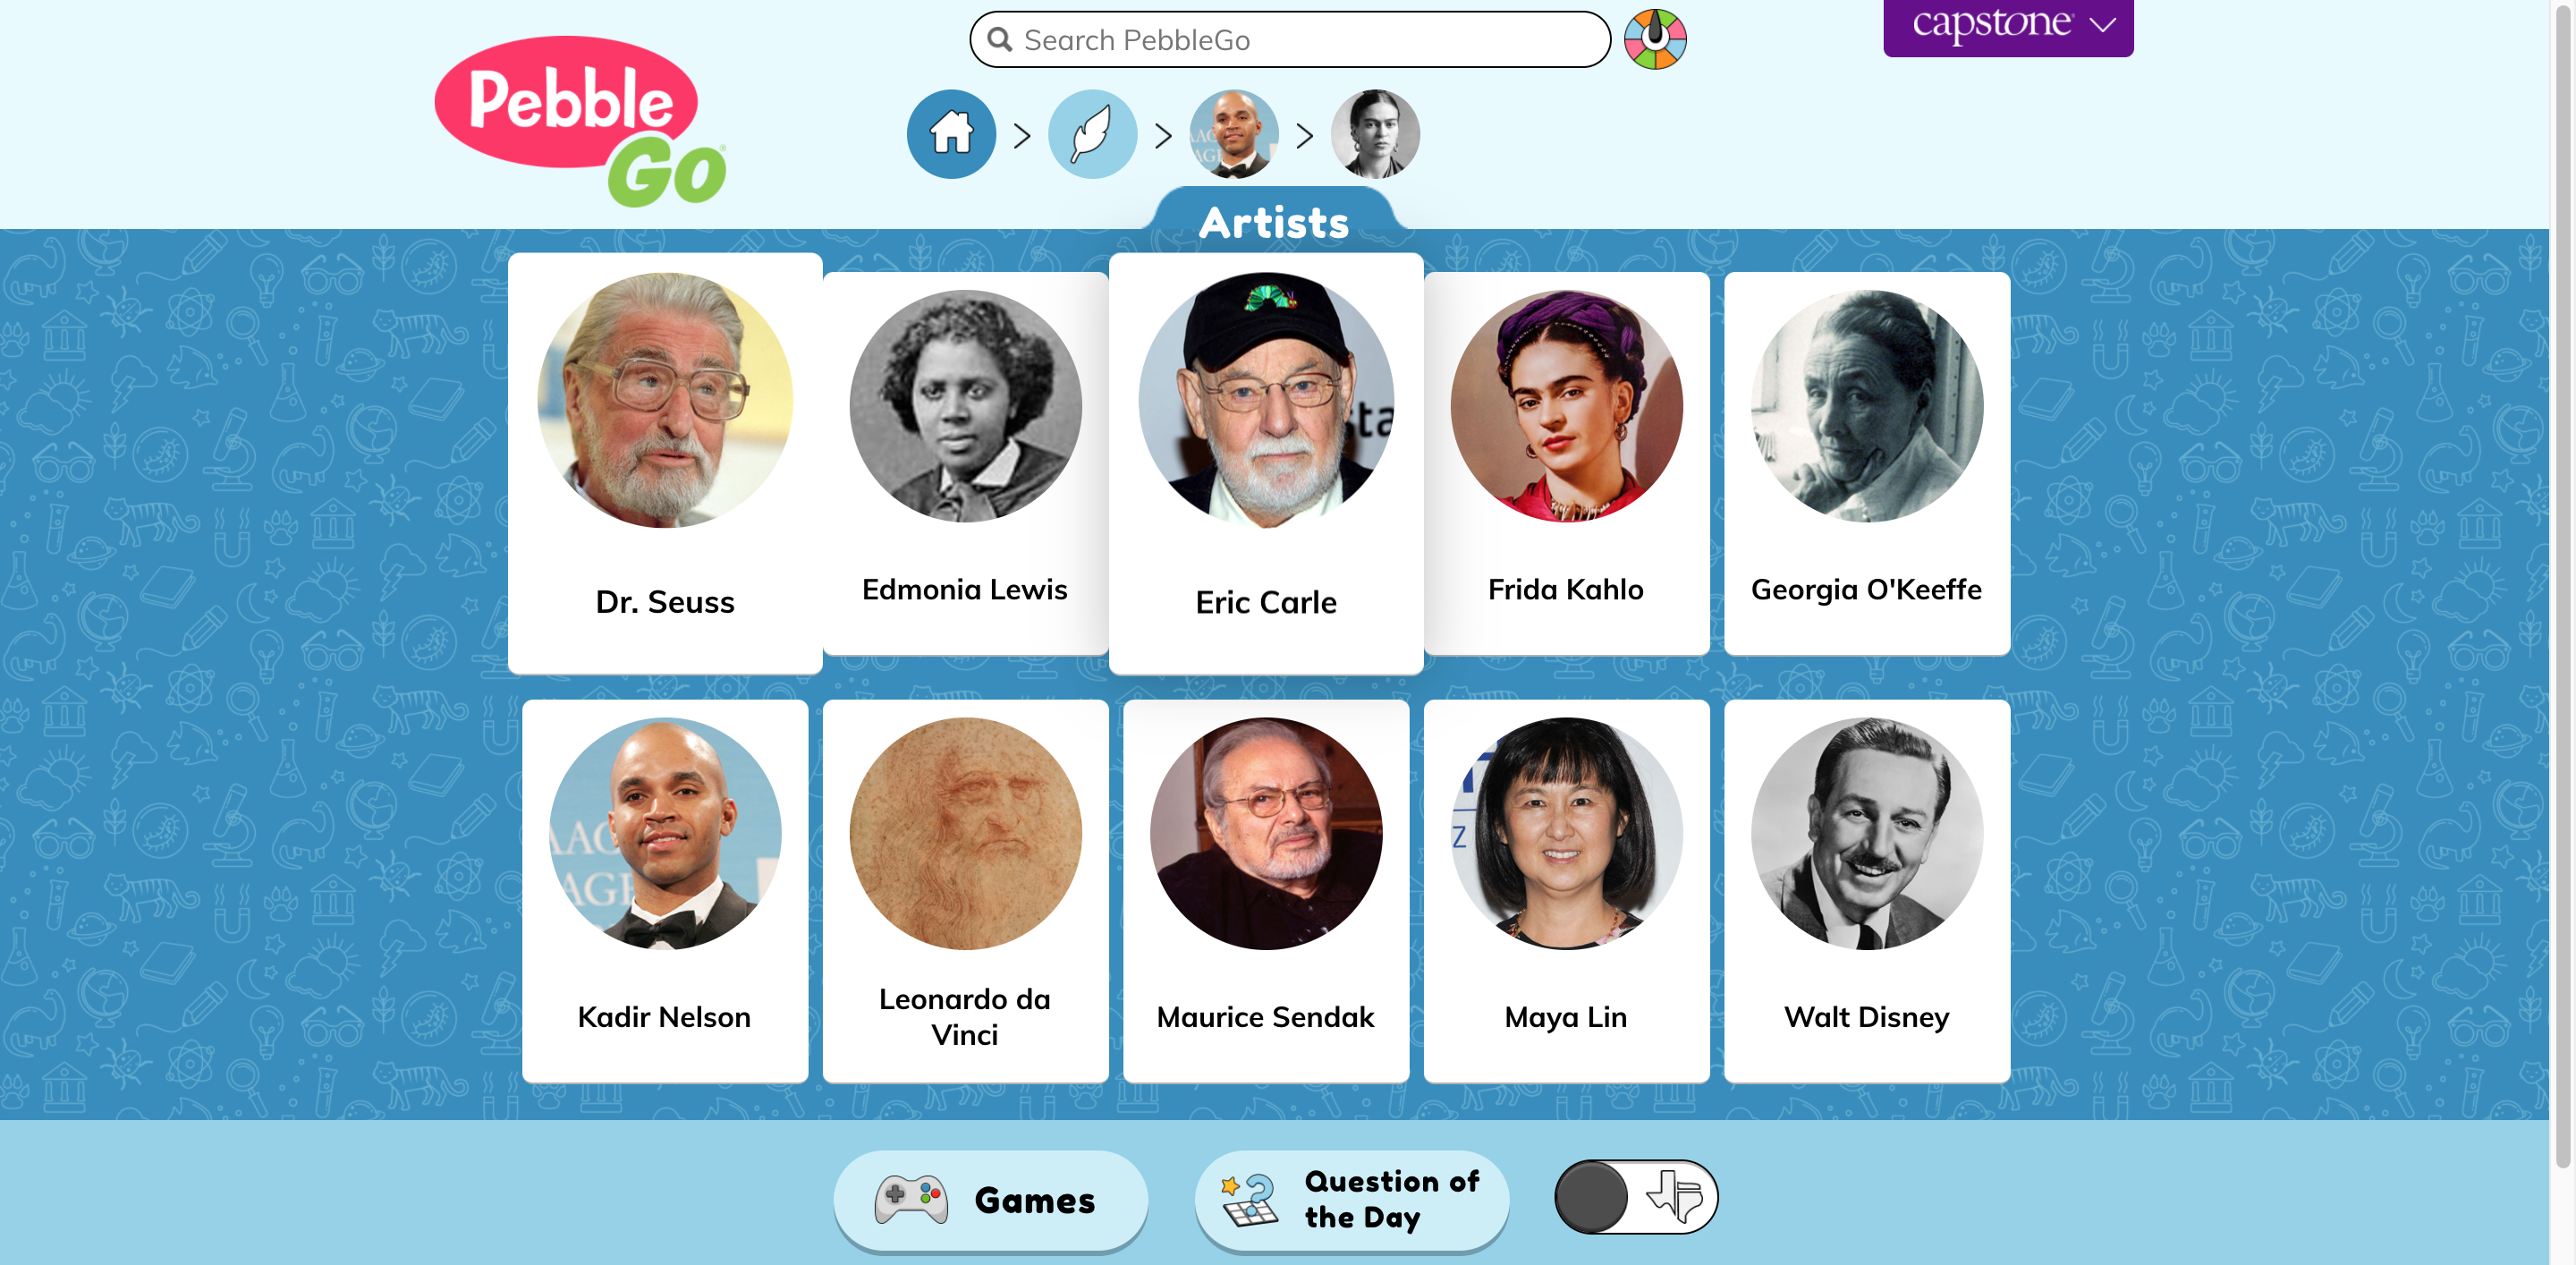 Search PebbleGo
capstone
Pebble
Go
Artists
Dr. Seuss
Edmonia Lewis
Eric Carle
Frida Kahlo
Georgia O'Keeffe
Kadir Nelson
Leonardo da
Vinci
Maurice Sendak
Maya Lin
Walt Disney
Games
Question of
the Day